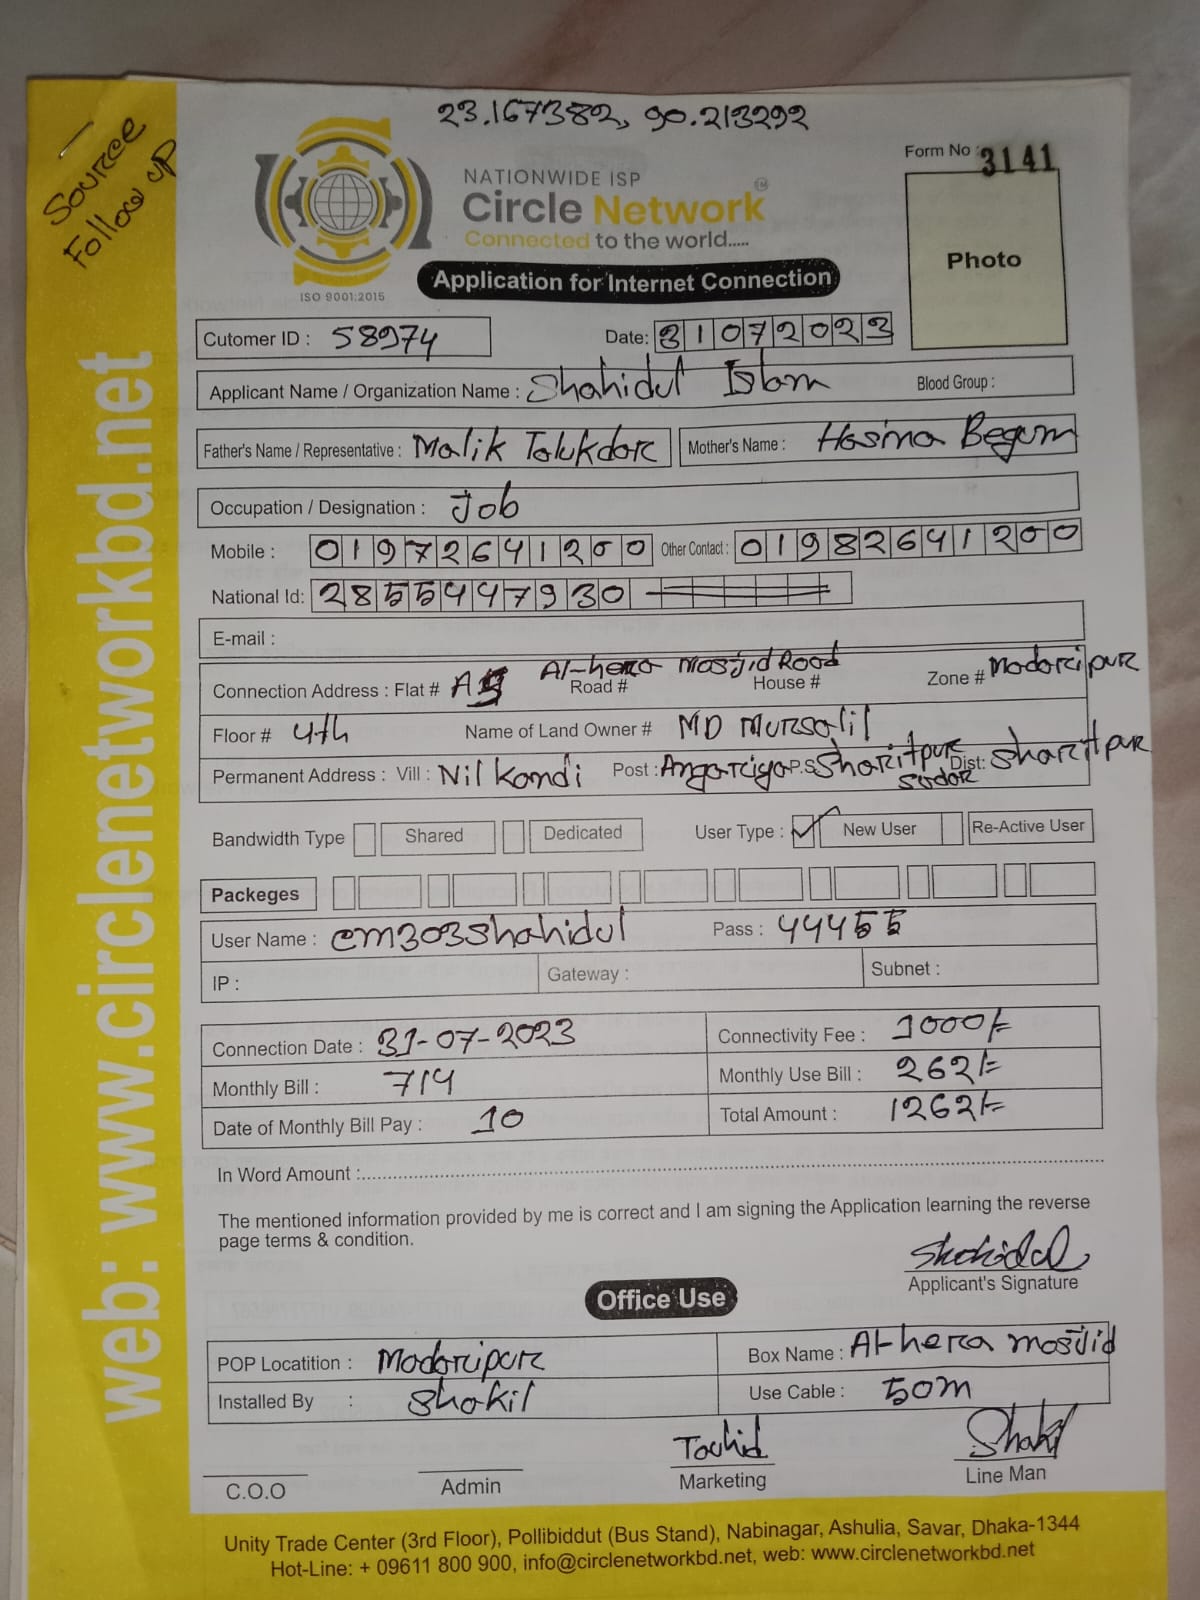 23.167382, 90.213292
Source
Follow up
Form No : 3141
NATIONWIDE ISP
Circle Network
Connected to the world.....
ISO 9001:2015
Photo
Application for Internet Connection
Cutomer ID : 58974 Date: 31072023
Applicant Name / Organization Name : Shahidul Islam Blood Group :
Father's Name / Representative : Malik Talukdar Mother's Name : Hasina Begum
Occupation / Designation : Job
Mobile : 01972641200 Other Contact : 01982641200
National Id: 2855447930
E-mail :
Connection Address : Flat # Al-hera Masjid Road Road # House # Zone # Madaripur
Floor # 4th Name of Land Owner # MD Mursalil
Permanent Address : Vill : Nilkandi Post : Angariya P.S Sharitpur Sadar Dist: Sharitpur
Bandwidth Type Shared Dedicated User Type : New User Re-Active User
Packeges
User Name : cm303shahidul Pass : 44455
IP : Gateway : Subnet :
Connection Date : 31-07-2023 Connectivity Fee : 1000/-
Monthly Bill : 714 Monthly Use Bill : 262/-
Date of Monthly Bill Pay : 10 Total Amount : 1262/-
In Word Amount :
The mentioned information provided by me is correct and I am signing the Application learning the reverse
page terms & condition.
Shahidul
Applicant's Signature
Office Use
POP Locatition : Madaripur Box Name : Al-hera masjid
Installed By : Shakil Use Cable : 50m
Tawhid Shakil
C.O.O Admin Marketing Line Man
Unity Trade Center (3rd Floor), Pollibiddut (Bus Stand), Nabinagar, Ashulia, Savar, Dhaka-1344
Hot-Line: + 09611 800 900, info@circlenetworkbd.net, web: www.circlenetworkbd.net
web: www.circlenetworkbd.net